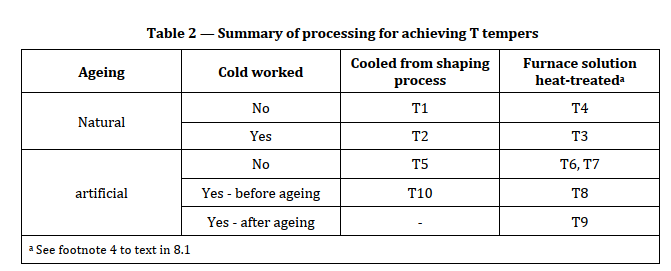 Table 2 — Summary of processing for achieving T tempers
Ageing Cold worked Cooled from shaping process Furnace solution heat-treatedᵃ
Natural No T1 T4
Yes T2 T3
artificial No T5 T6, T7
Yes - before ageing T10 T8
Yes - after ageing - T9
ᵃ See footnote 4 to text in 8.1